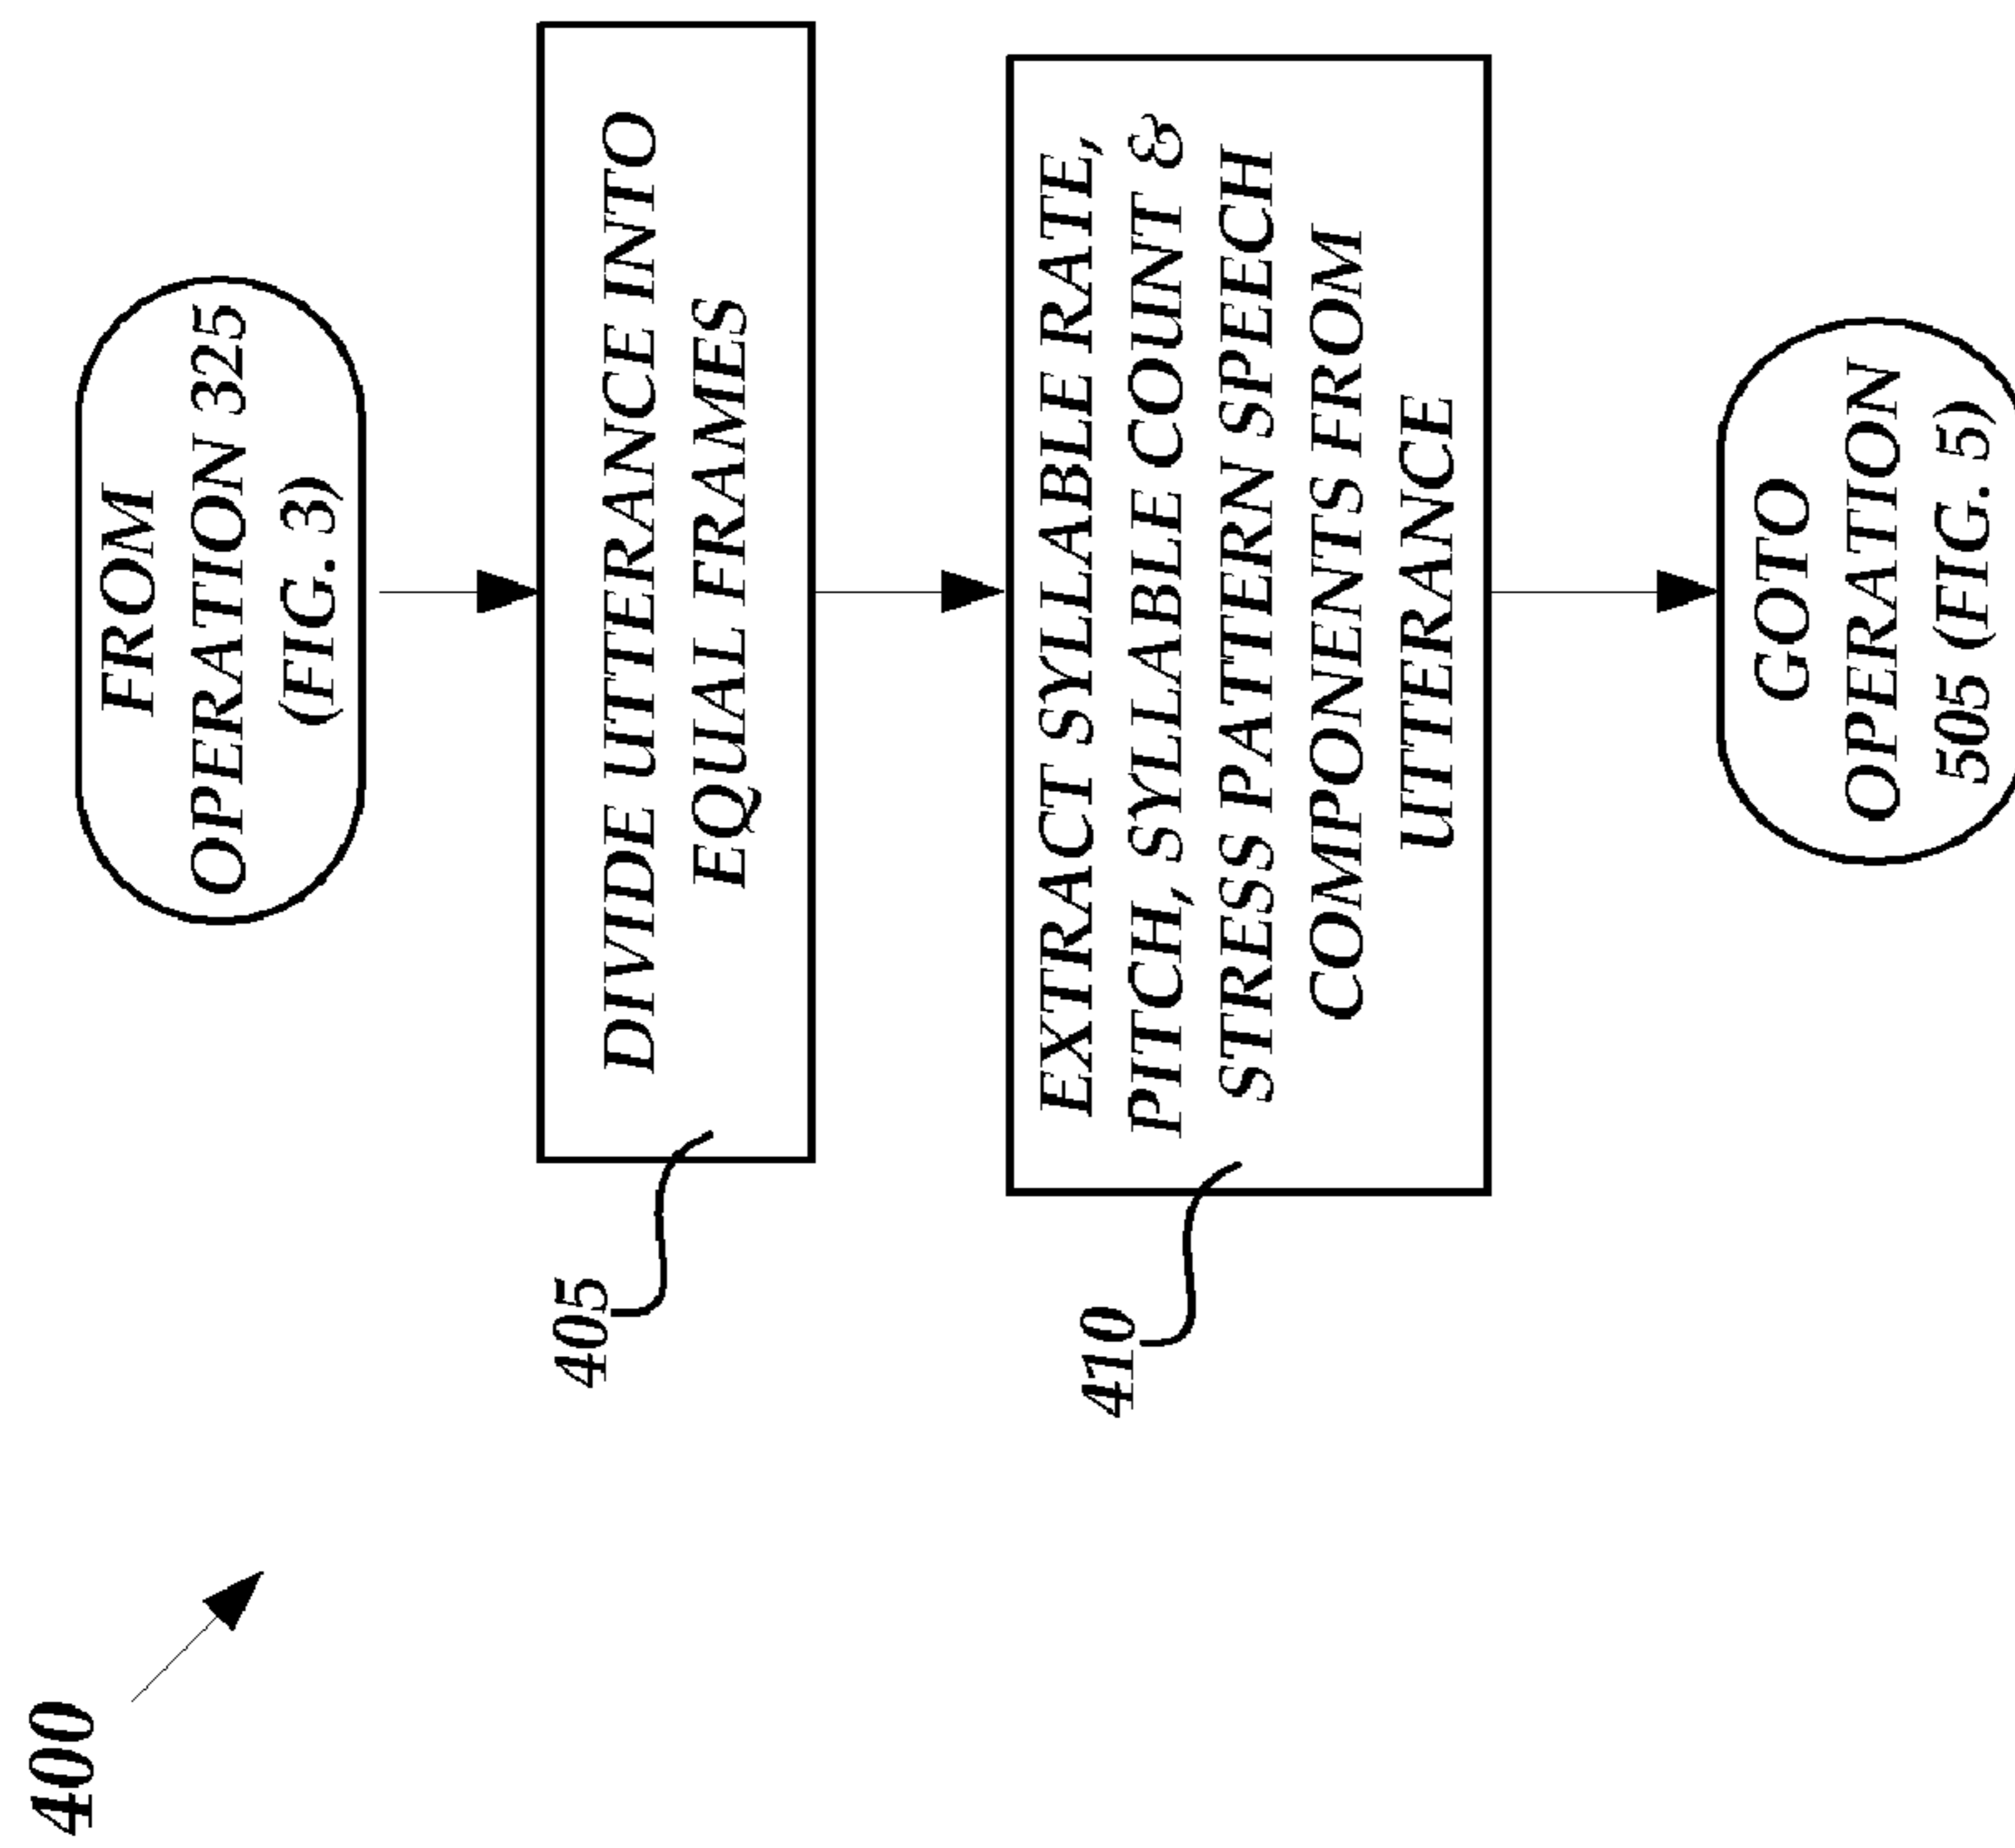 400
FROM
OPERATION 325
(FIG. 3)
405
DIVIDE UTTERANCE INTO
EQUAL FRAMES
410
EXTRACT SYLLABLE RATE,
PITCH, SYLLABLE COUNT &
STRESS PATTERN SPEECH
COMPONENTS FROM
UTTERANCE
GOTO
OPERATION
505 (FIG. 5)